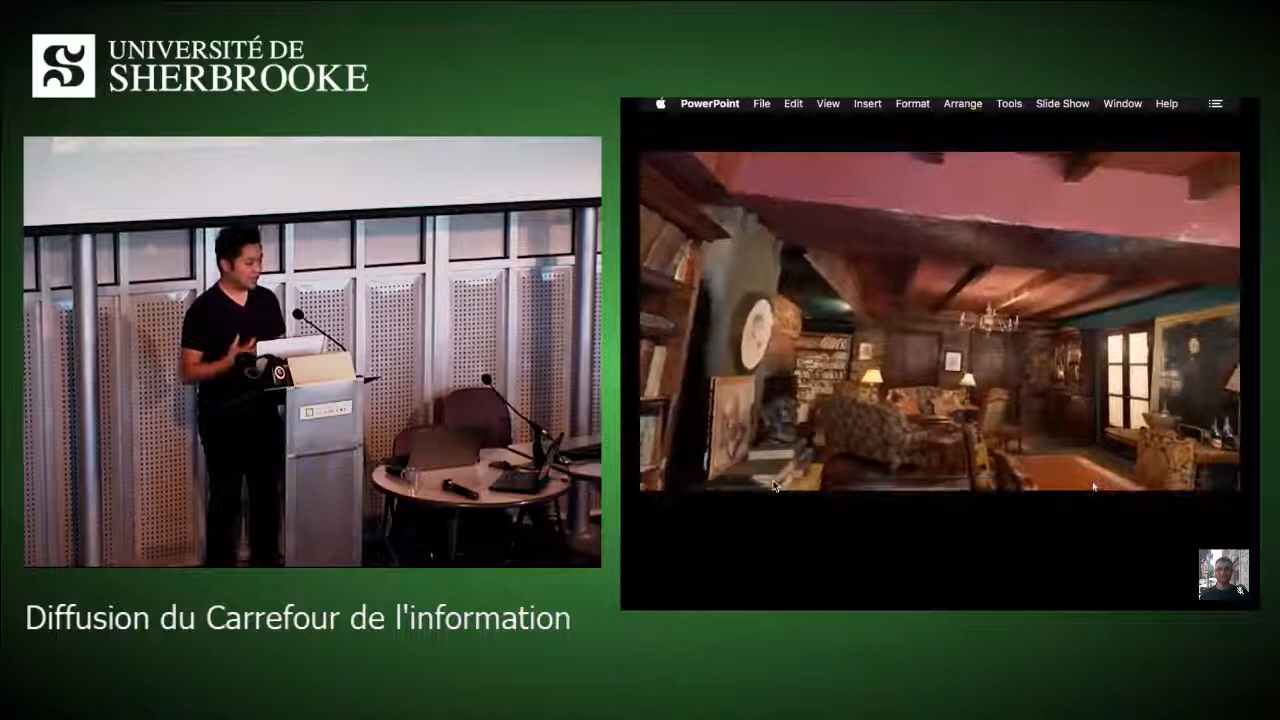 UNIVERSITÉ DE
SHERBROOKE
PowerPoint File Edit View Insert Format Arrange Tools Slide Show Window Help
Diffusion du Carrefour de l'information